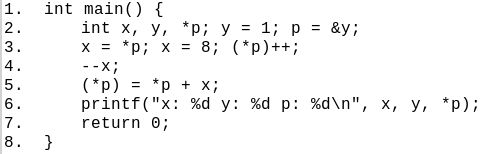 1. int main() {
2. int x, y, *p; y = 1; p = &y;
3. x = *p; x = 8; (*p)++;
4. --x;
5. (*p) = *p + x;
6. printf("x: %d y: %d p: %d\n", x, y, *p);
7. return 0;
8. }